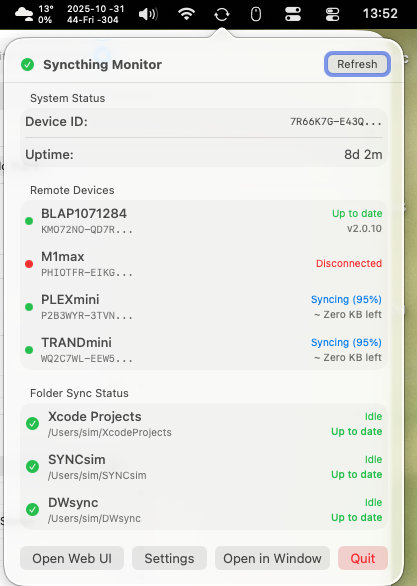 13° 2025-10-31 13:52
0% 44-Fri -304
Syncthing Monitor Refresh
System Status
Device ID: 7R66K7G-E43Q...
Uptime: 8d 2m
Remote Devices
BLAP1071284 Up to date
KMO72NO-QD7R... v2.0.10
M1max Disconnected
PHIOTFR-EIKG...
PLEXmini Syncing (95%)
P2B3WYR-3TVN... ~ Zero KB left
TRANDmini Syncing (95%)
WQ2C7WL-EEW5... ~ Zero KB left
Folder Sync Status
Xcode Projects Idle
/Users/sim/XcodeProjects Up to date
SYNCsim Idle
/Users/sim/SYNCsim Up to date
DWsync Idle
/Users/sim/DWsync Up to date
Open Web UI Settings Open in Window Quit